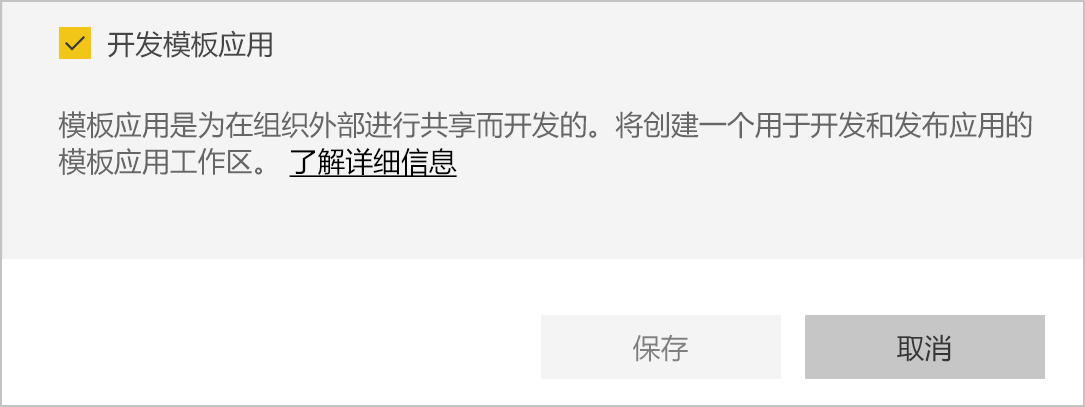 开发模板应用
模板应用是为在组织外部进行共享而开发的。将创建一个用于开发和发布应用的
模板应用工作区。 了解详细信息
保存
取消